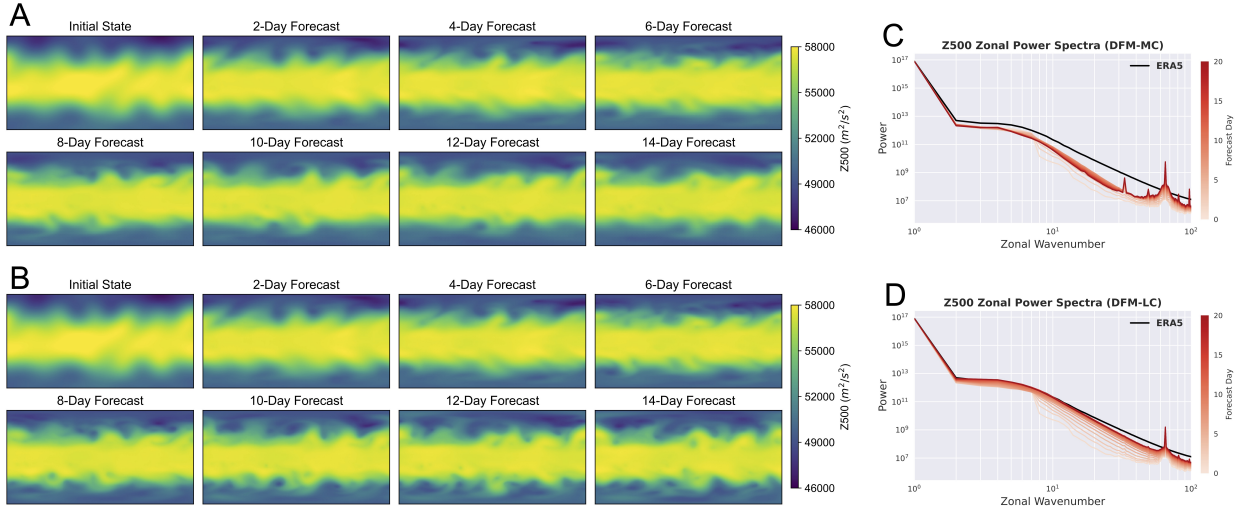 A
Initial State
2-Day Forecast
4-Day Forecast
6-Day Forecast
8-Day Forecast
10-Day Forecast
12-Day Forecast
14-Day Forecast
58000
55000
52000
49000
46000
Z500 (m²/s²)
B
Initial State
2-Day Forecast
4-Day Forecast
6-Day Forecast
8-Day Forecast
10-Day Forecast
12-Day Forecast
14-Day Forecast
58000
55000
52000
49000
46000
Z500 (m²/s²)
C
Z500 Zonal Power Spectra (DFM-MC)
ERA5
10¹⁷
10¹⁵
10¹³
10¹¹
10⁹
10⁷
Power
10⁰
10¹
10²
Zonal Wavenumber
20
15
10
5
0
Forecast Day
D
Z500 Zonal Power Spectra (DFM-LC)
ERA5
10¹⁷
10¹⁵
10¹³
10¹¹
10⁹
10⁷
Power
10⁰
10¹
10²
Zonal Wavenumber
20
15
10
5
0
Forecast Day